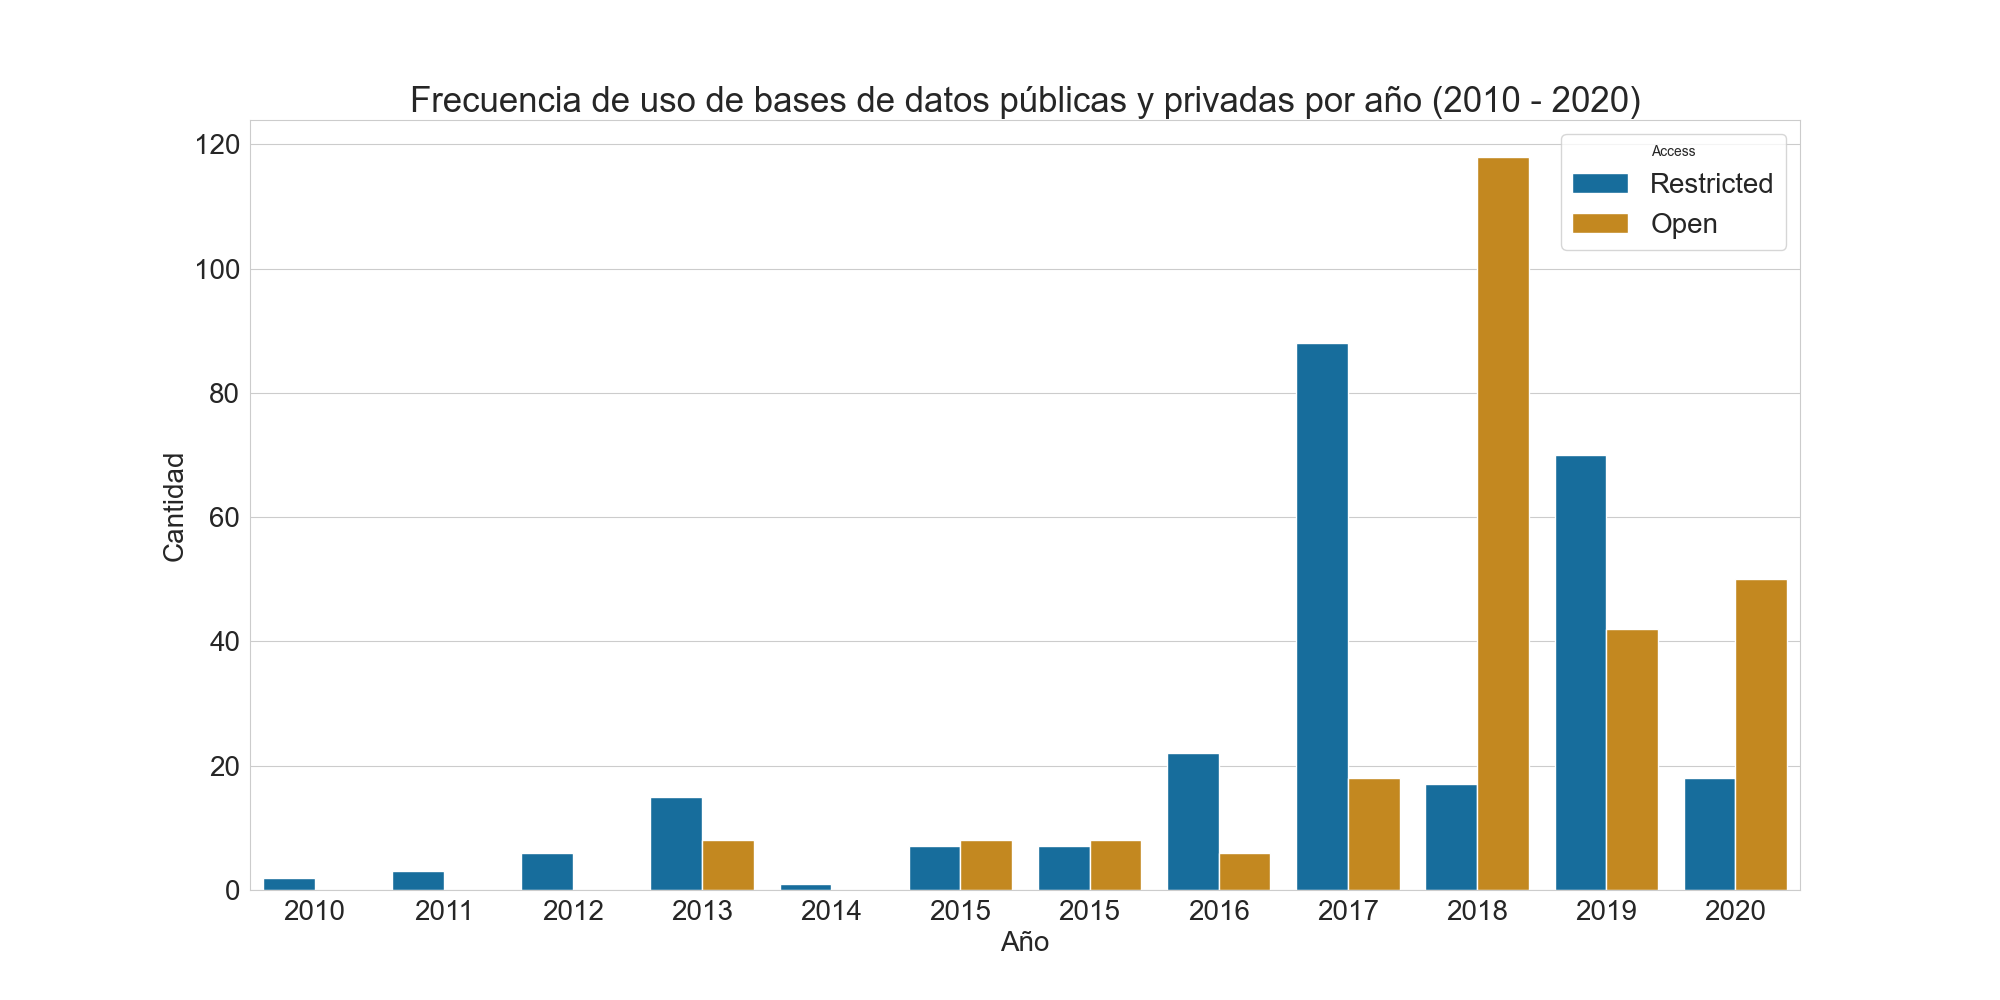 Frecuencia de uso de bases de datos públicas y privadas por año (2010 - 2020)
120
100
80
60
40
20
0
Cantidad
Access
Restricted
Open
2010 2011 2012 2013 2014 2015 2015 2016 2017 2018 2019 2020
Año